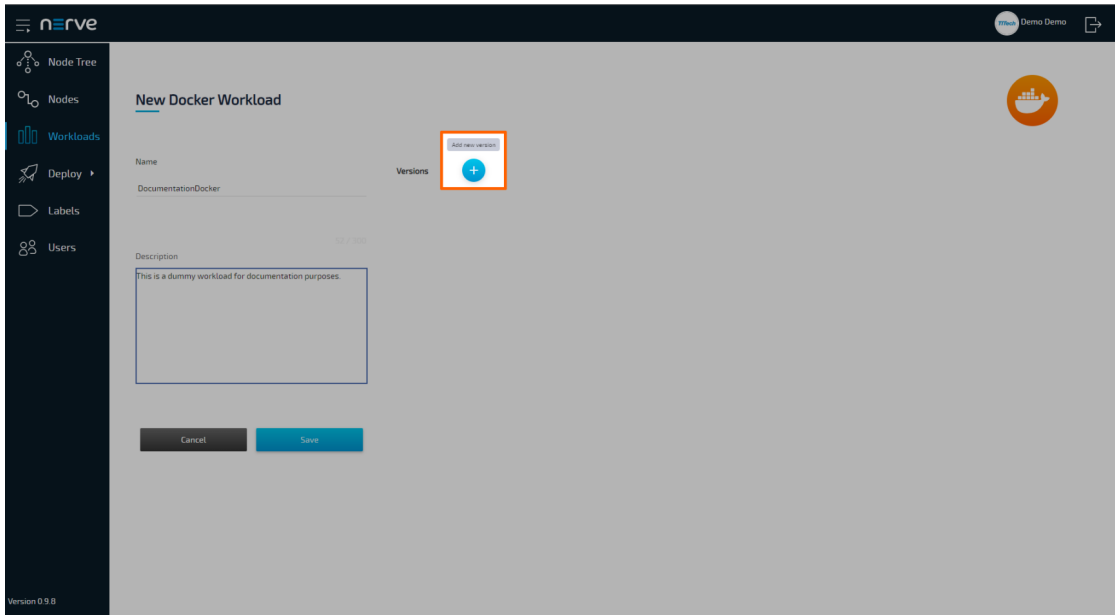 nerve
TTTech Demo Demo
Node Tree
Nodes
Workloads
Deploy
Labels
Users
Version 0.9.8
New Docker Workload
Name
DocumentationDocker
Description
This is a dummy workload for documentation purposes.
Cancel
Save
Versions
Add new version